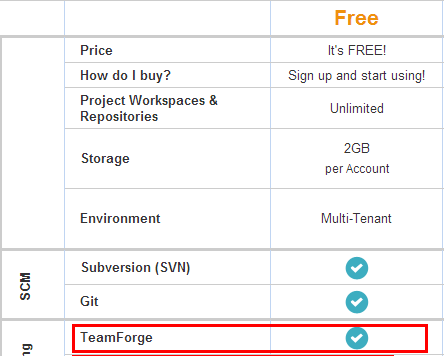 Free
Price
It's FREE!
How do I buy?
Sign up and start using!
Project Workspaces &
Repositories
Unlimited
Storage
2GB
per Account
Environment
Multi-Tenant
SCM
Subversion (SVN)
Git
TeamForge